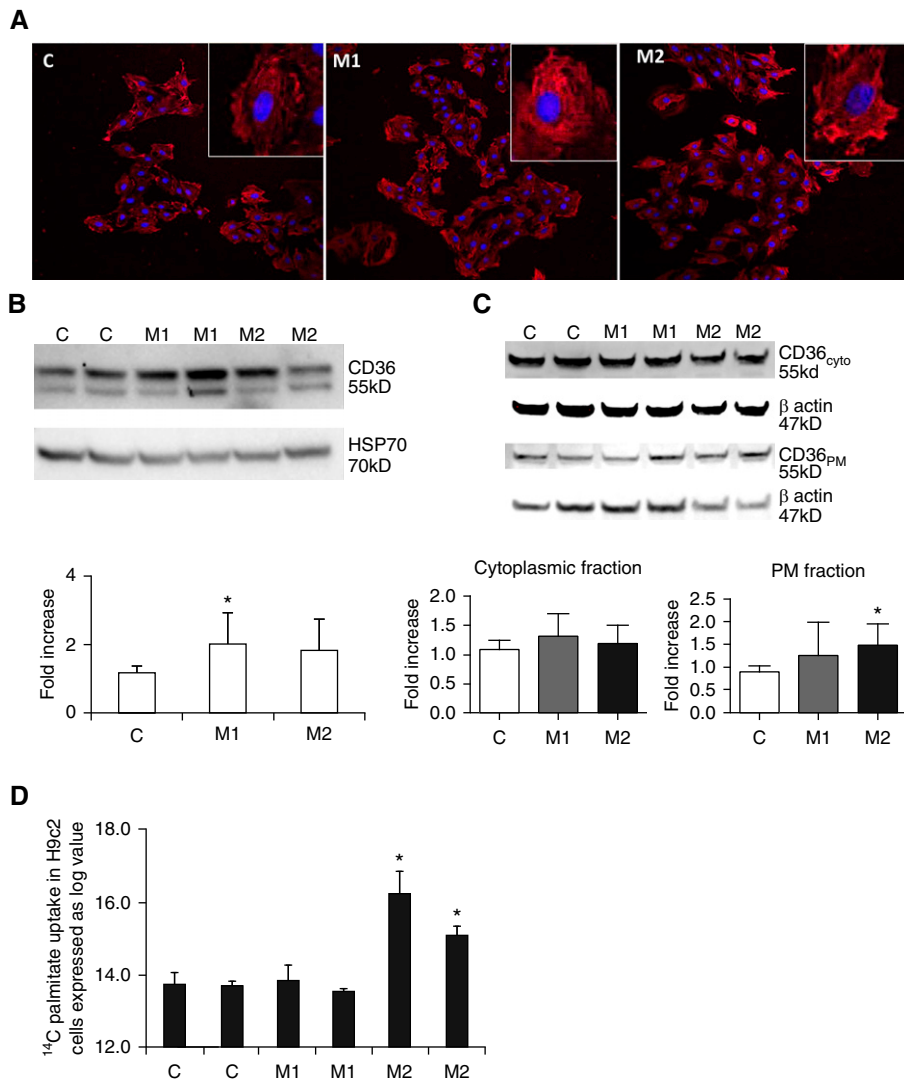 A
C
M1
M2
B
C C M1 M1 M2 M2
CD36
55kD
HSP70
70kD
4
2
0
Fold increase
*
C M1 M2
C
C C M1 M1 M2 M2
CD36cyto
55kd
β actin
47kD
CD36PM
55kD
β actin
47kD
Cytoplasmic fraction
2.0
1.5
1.0
0.5
0.0
Fold increase
C M1 M2
PM fraction
2.5
2.0
1.5
1.0
0.5
0.0
Fold increase
*
C M1 M2
D
14C palmitate uptake in H9c2
cells expressed as log value
18.0
16.0
14.0
12.0
*
*
C C M1 M1 M2 M2